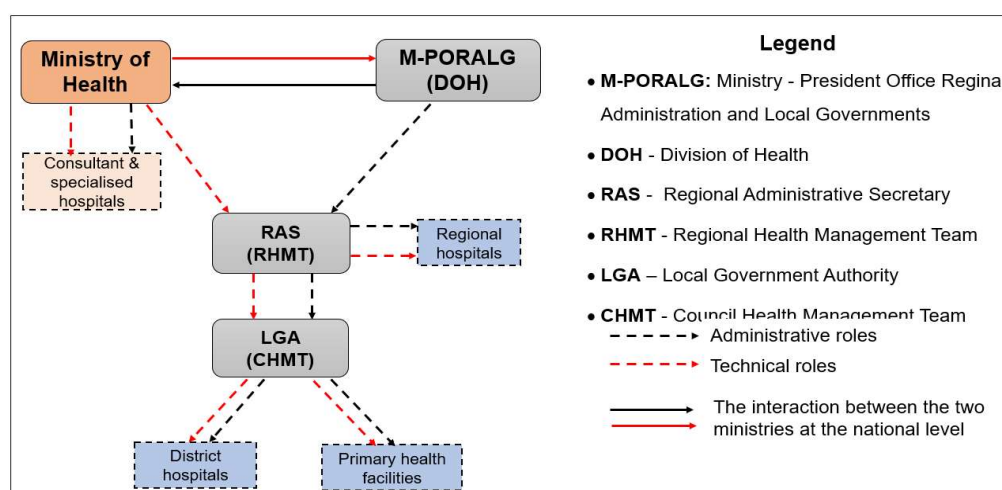 Ministry of
Health
M-PORALG
(DOH)
Consultant &
specialised
hospitals
RAS
(RHMT)
Regional
hospitals
LGA
(CHMT)
District
hospitals
Primary health
facilities
Legend
• M-PORALG: Ministry - President Office Regina
Administration and Local Governments
• DOH - Division of Health
• RAS - Regional Administrative Secretary
• RHMT - Regional Health Management Team
• LGA – Local Government Authority
• CHMT - Council Health Management Team
Administrative roles
Technical roles
The interaction between the two
ministries at the national level